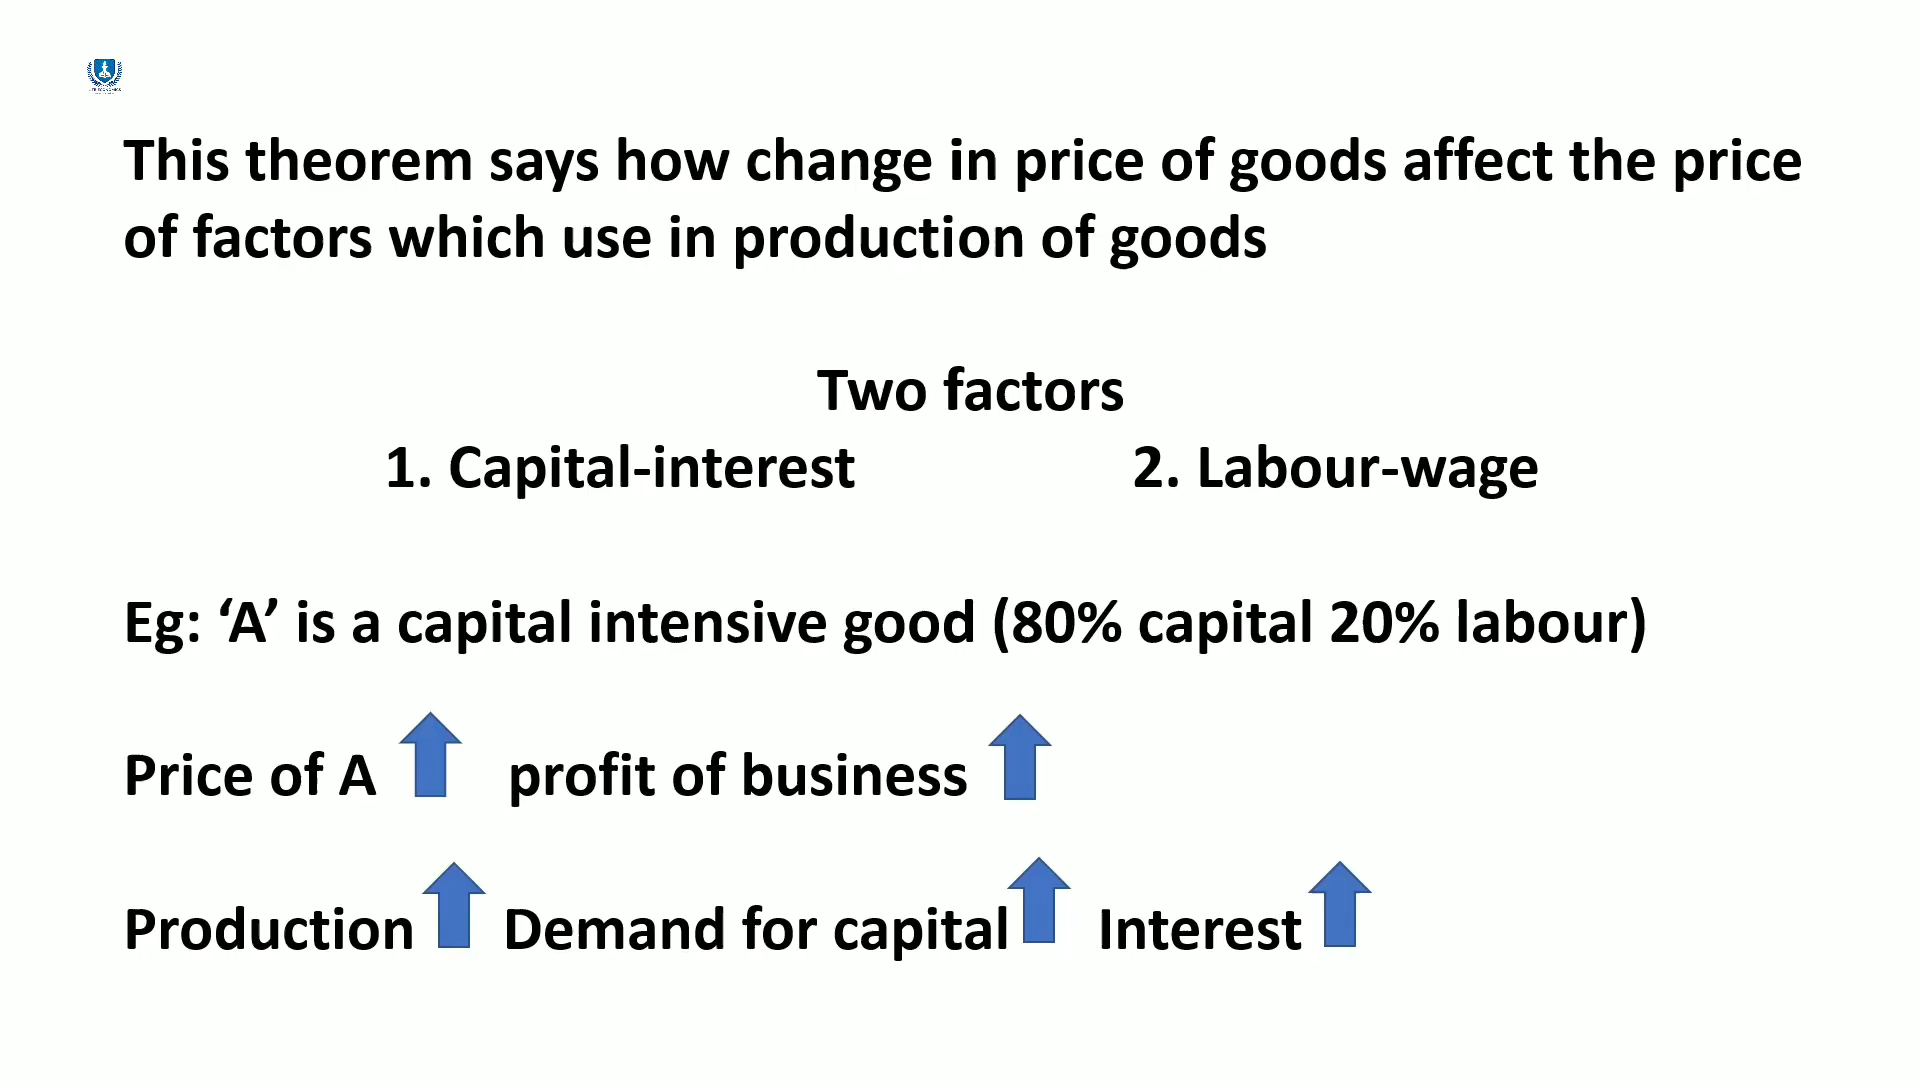 This theorem says how change in price of goods affect the price
of factors which use in production of goods
Two factors
1. Capital-interest 2. Labour-wage
Eg: ‘A’ is a capital intensive good (80% capital 20% labour)
Price of A profit of business
Production Demand for capital Interest